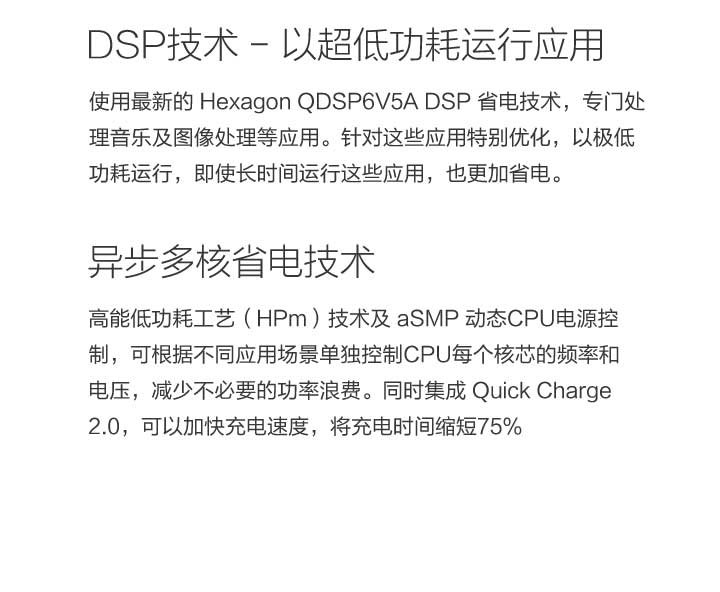 DSP技术 – 以超低功耗运行应用
使用最新的 Hexagon QDSP6V5A DSP 省电技术，专门处
理音乐及图像处理等应用。针对这些应用特别优化，以极低
功耗运行，即使长时间运行这些应用，也更加省电。
异步多核省电技术
高能低功耗工艺（HPm）技术及 aSMP 动态CPU电源控
制，可根据不同应用场景单独控制CPU每个核芯的频率和
电压，减少不必要的功率浪费。同时集成 Quick Charge
2.0，可以加快充电速度，将充电时间缩短75%